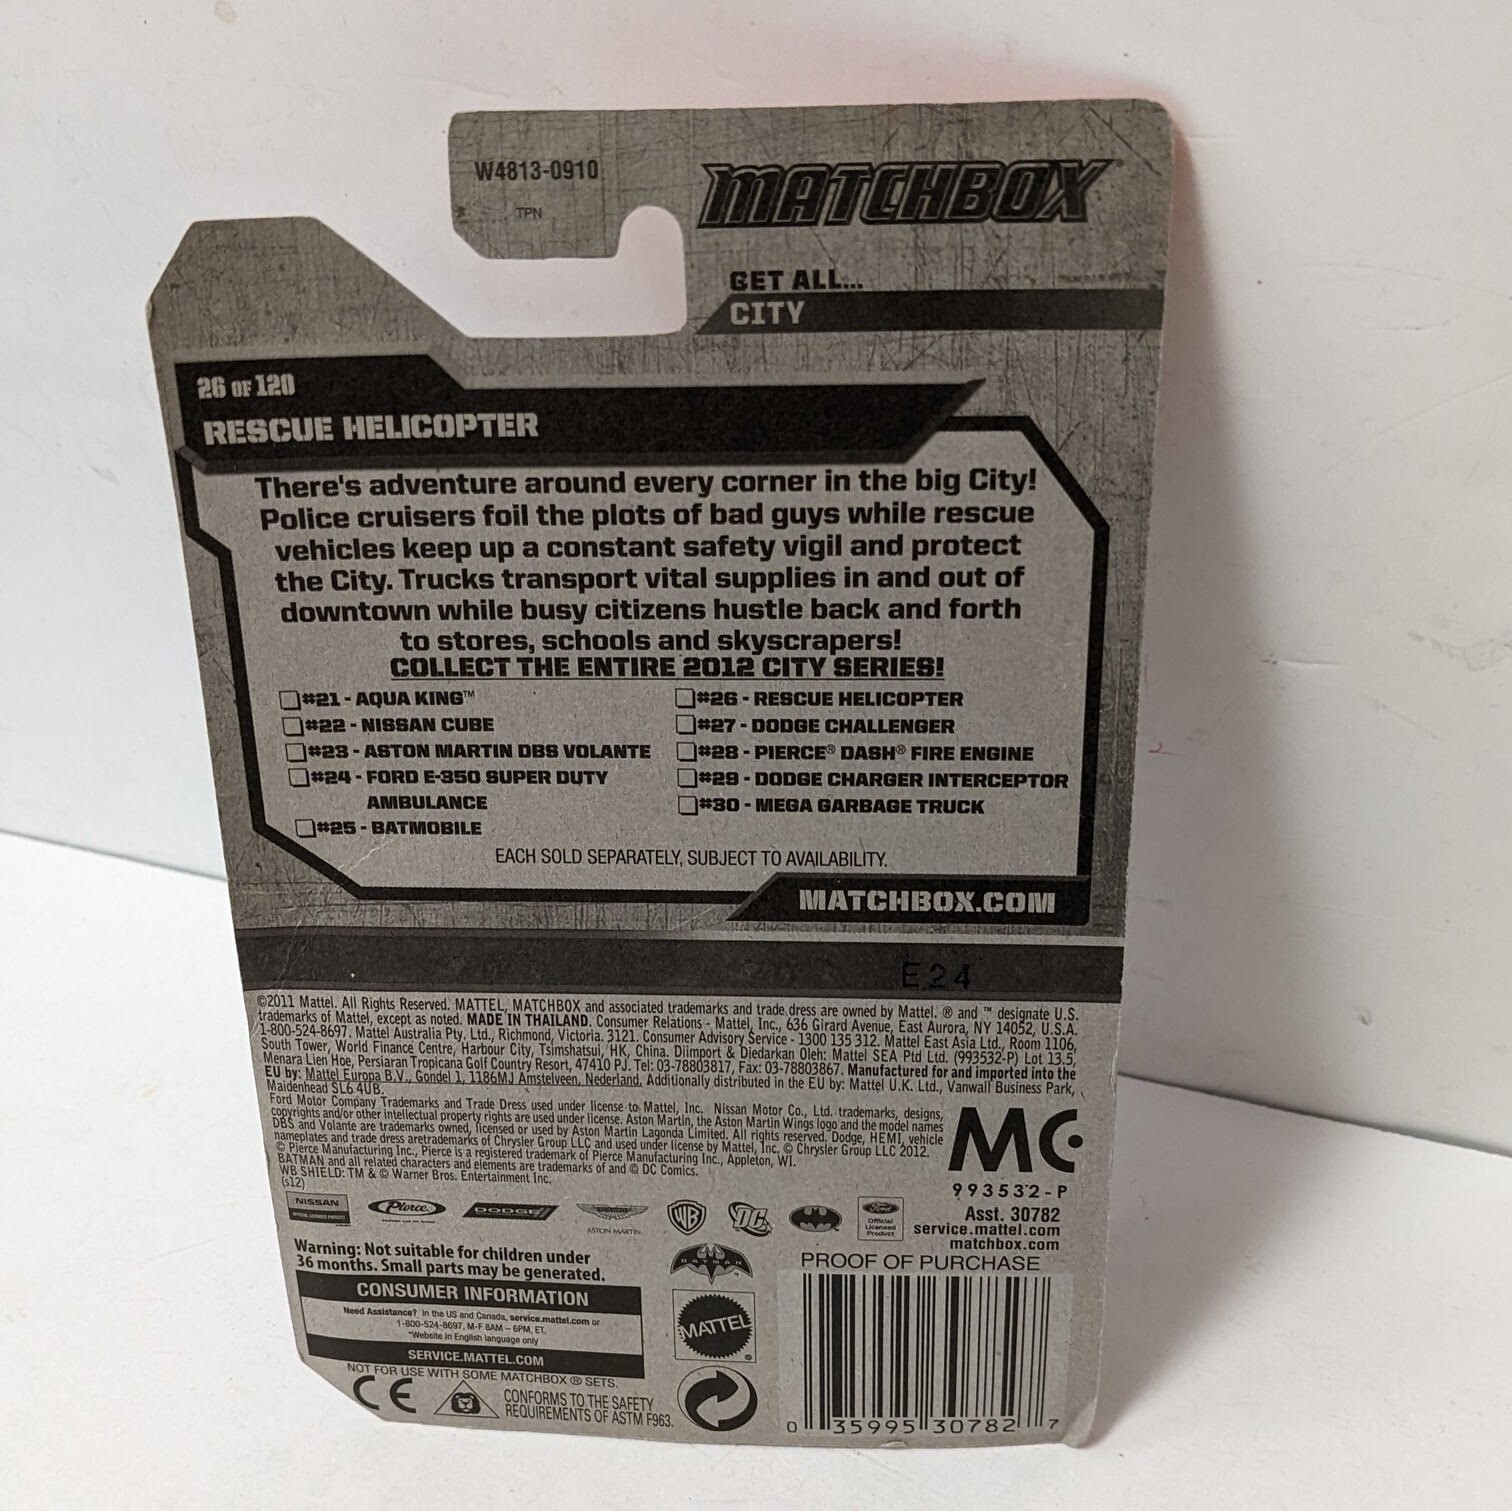 W4813-0910
TPN
MATCHBOX
GET ALL...
CITY
26 OF 120
RESCUE HELICOPTER
There's adventure around every corner in the big City!
Police cruisers foil the plots of bad guys while rescue
vehicles keep up a constant safety vigil and protect
the City. Trucks transport vital supplies in and out of
downtown while busy citizens hustle back and forth
to stores, schools and skyscrapers!
COLLECT THE ENTIRE 2012 CITY SERIES!
#21 - AQUA KING™
#22 - NISSAN CUBE
#23 - ASTON MARTIN DBS VOLANTE
#24 - FORD E-350 SUPER DUTY
AMBULANCE
#25 - BATMOBILE
#26 - RESCUE HELICOPTER
#27 - DODGE CHALLENGER
#28 - PIERCE® DASH® FIRE ENGINE
#29 - DODGE CHARGER INTERCEPTOR
#30 - MEGA GARBAGE TRUCK
EACH SOLD SEPARATELY, SUBJECT TO AVAILABILITY.
MATCHBOX.COM
E24
©2011 Mattel. All Rights Reserved. MATTEL, MATCHBOX and associated trademarks and trade dress are owned by Mattel. ® and ™ designate U.S.
trademarks of Mattel, except as noted. MADE IN THAILAND. Consumer Relations - Mattel, Inc., 636 Girard Avenue, East Aurora, NY 14052, U.S.A.
1-800-524-8697. Mattel Australia Pty. Ltd., Richmond, Victoria. 3121. Consumer Advisory Service - 1300 135 312. Mattel East Asia Ltd., Room 1106,
South Tower, World Finance Centre, Harbour City, Tsimshatsui, HK, China. Diimport & Diedarkan Oleh: Mattel SEA Ptd Ltd. (993532-P) Lot 13.5,
Menara Lien Hoe, Persiaran Tropicana Golf Country Resort, 47410 PJ. Tel: 03-78803817, Fax: 03-78803867. Manufactured for and imported into the
EU by: Mattel Europa B.V., Gondel 1, 1186MJ Amstelveen, Nederland. Additionally distributed in the EU by: Mattel U.K. Ltd., Vanwall Business Park,
Maidenhead SL6 4UB.
Ford Motor Company Trademarks and Trade Dress used under license to Mattel, Inc. Nissan Motor Co., Ltd. trademarks, designs,
copyrights and/or other intellectual property rights are used under license. Aston Martin, the Aston Martin Wings logo and the model names
DBS and Volante are trademarks owned, licensed or used by Aston Martin Lagonda Limited. All rights reserved. Dodge, HEMI, vehicle
nameplates and trade dress aretrademarks of Chrysler Group LLC and used under license by Mattel, Inc. © Chrysler Group LLC 2012.
© Pierce Manufacturing Inc., Pierce is a registered trademark of Pierce Manufacturing Inc., Appleton, WI.
BATMAN and all related characters and elements are trademarks of and © DC Comics.
WB SHIELD: TM & © Warner Bros. Entertainment Inc.
(s12)
MC
993532-P
NISSAN
Pierce
DODGE
ASTON MARTIN
WB
DC
Ford
Official
Licensed
Product
Asst. 30782
service.mattel.com
matchbox.com
Warning: Not suitable for children under
36 months. Small parts may be generated.
CONSUMER INFORMATION
Need Assistance? In the US and Canada, service.mattel.com or
1-800-524-8697, M-F 8AM – 6PM, ET.
*Website in English language only
SERVICE.MATTEL.COM
NOT FOR USE WITH SOME MATCHBOX ® SETS.
CE
CONFORMS TO THE SAFETY
REQUIREMENTS OF ASTM F963.
BATMAN
MATTEL
PROOF OF PURCHASE
0 35995 30782 7